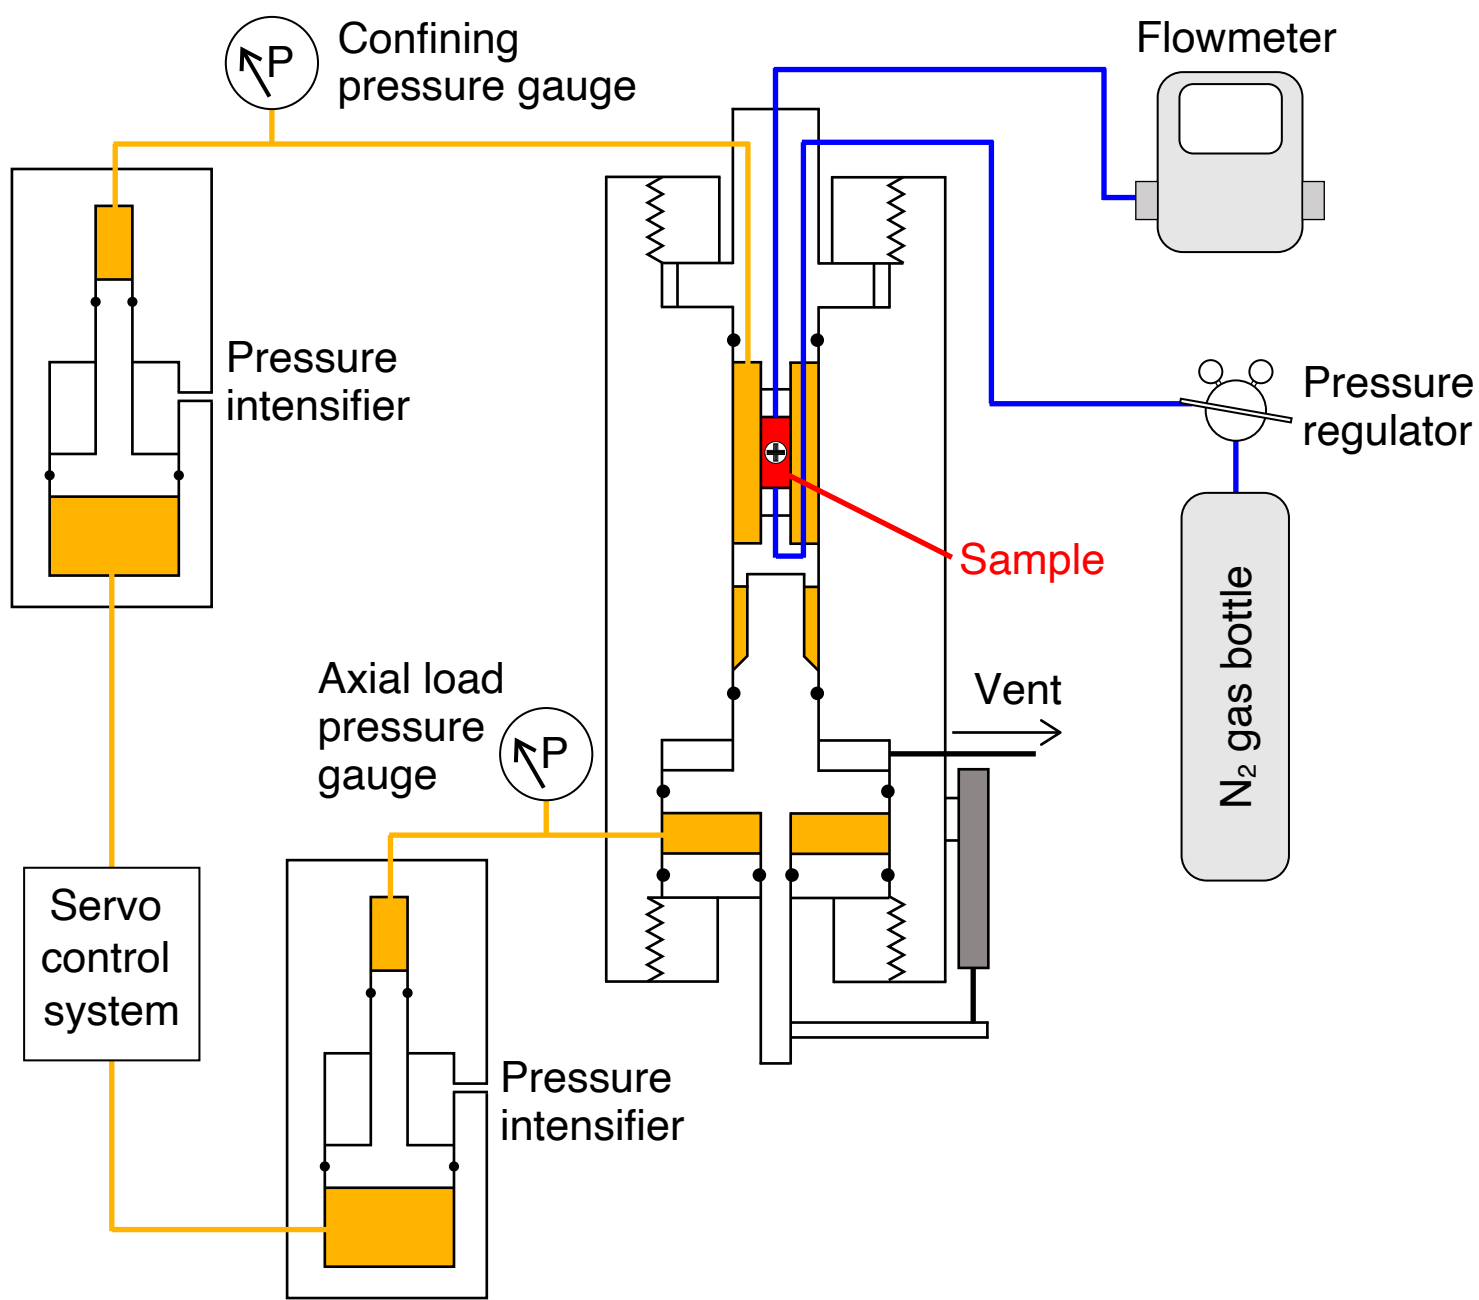 Confining
pressure gauge
P
Flowmeter
Pressure
intensifier
Pressure
regulator
Sample
N₂ gas bottle
Axial load
pressure
gauge
P
Vent
Servo
control
system
Pressure
intensifier